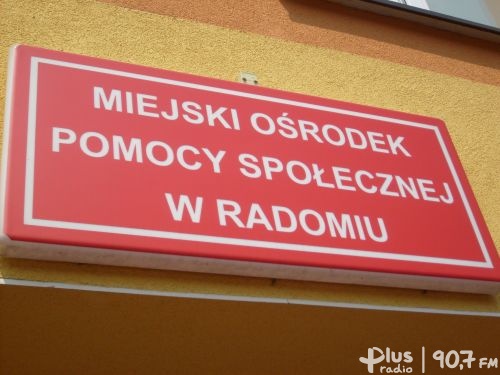 MIEJSKI OŚRODEK
POMOCY SPOŁECZNEJ
W RADOMIU
Plus radio | 90,7 FM